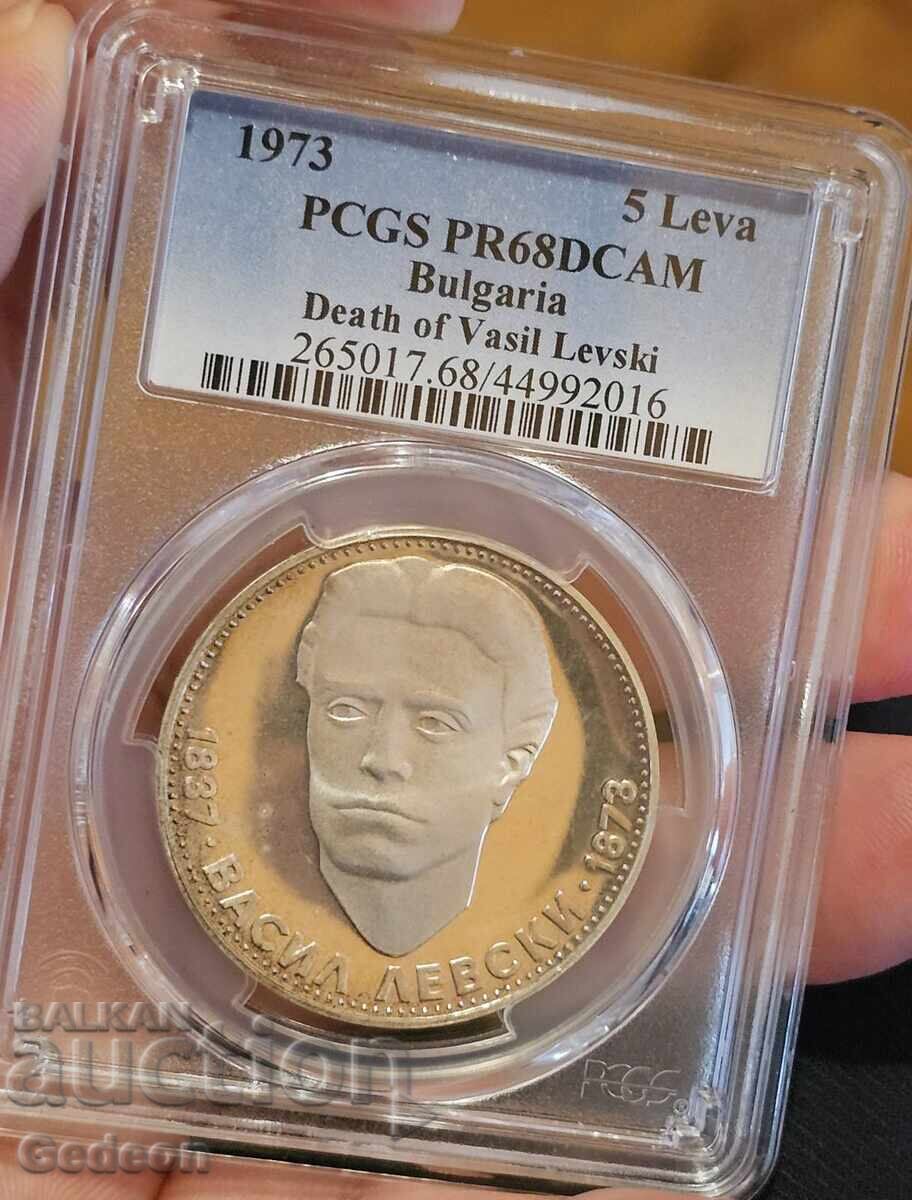 1973
5 Leva
PCGS PR68DCAM
Bulgaria
Death of Vasil Levski
265017.68/44992016
1837 · ВАСИЛ ЛЕВСКИ · 1873
BALKAN
auction
Gedeon
PCGS